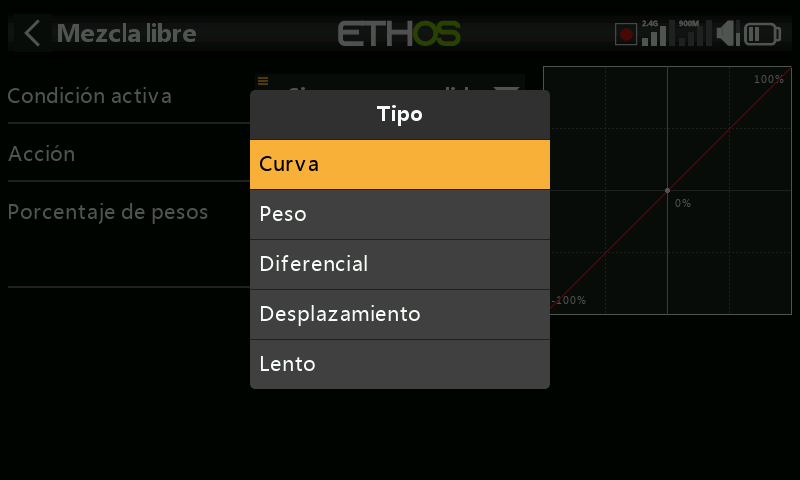 Mezcla libre
ETHOS
2.4G
900M
Condición activa
Acción
Porcentaje de pesos
Tipo
Curva
Peso
Diferencial
Desplazamiento
Lento
100%
0%
-100%